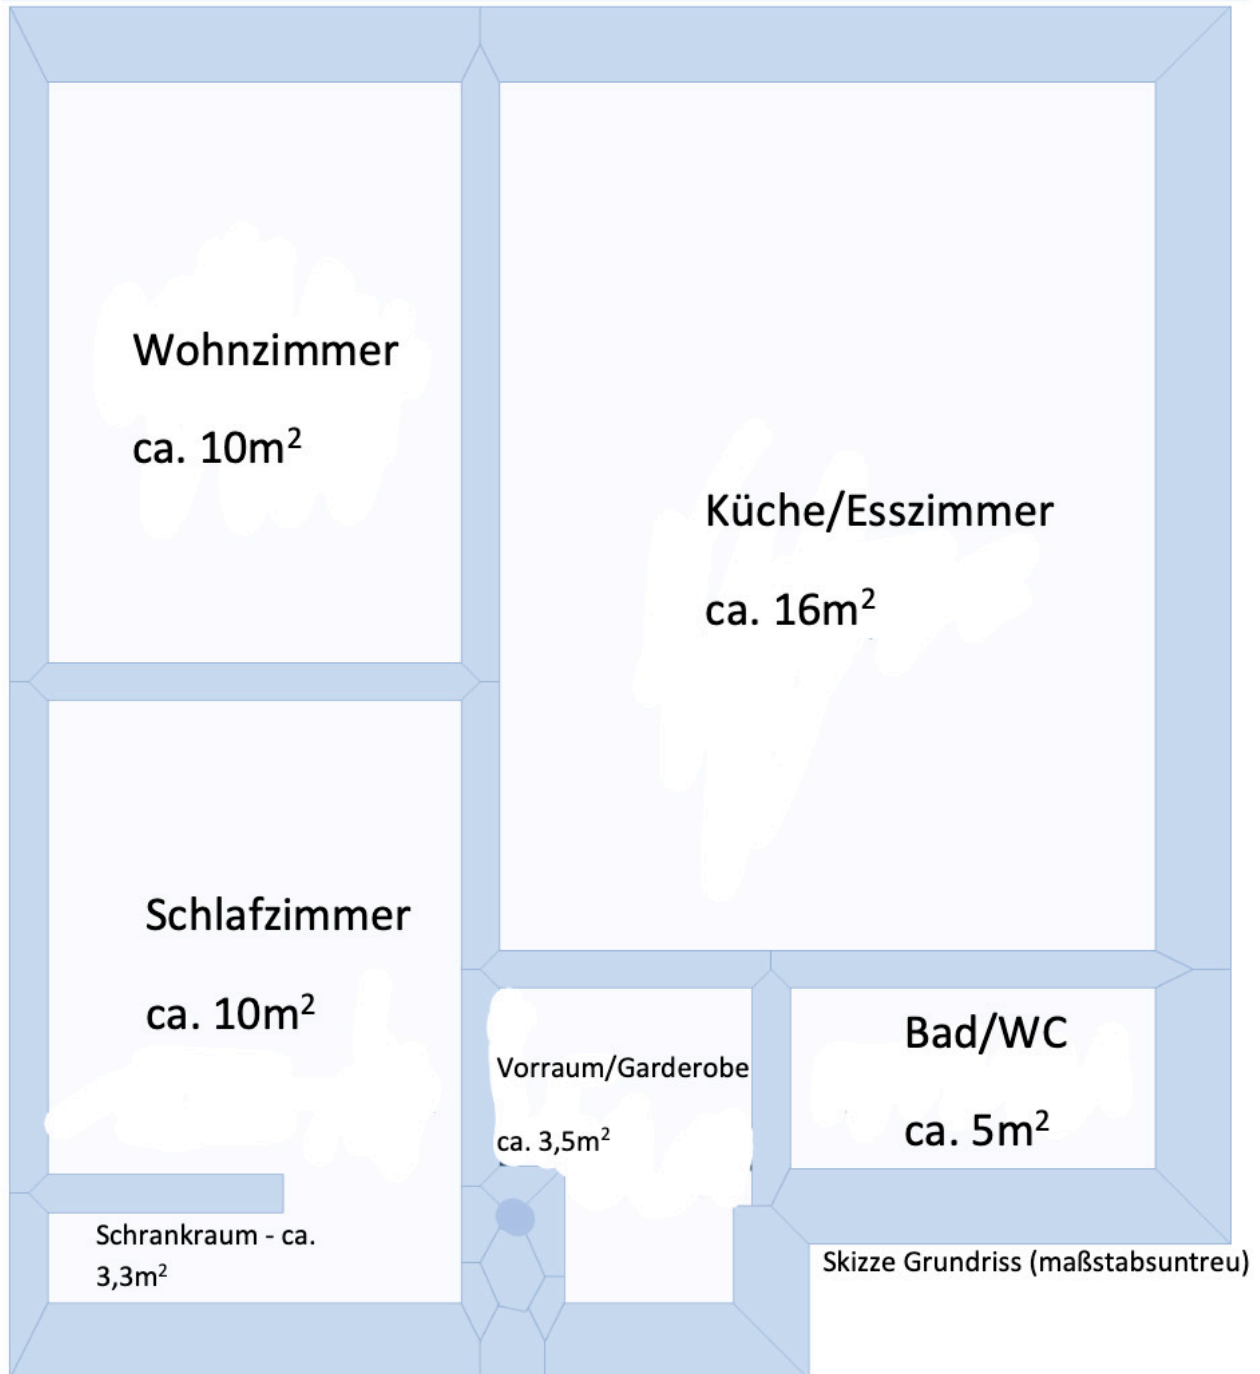 Wohnzimmer
ca. 10m²
Küche/Esszimmer
ca. 16m²
Schlafzimmer
ca. 10m²
Vorraum/Garderobe
ca. 3,5m²
Bad/WC
ca. 5m²
Schrankraum - ca.
3,3m²
Skizze Grundriss (maßstabsuntreu)